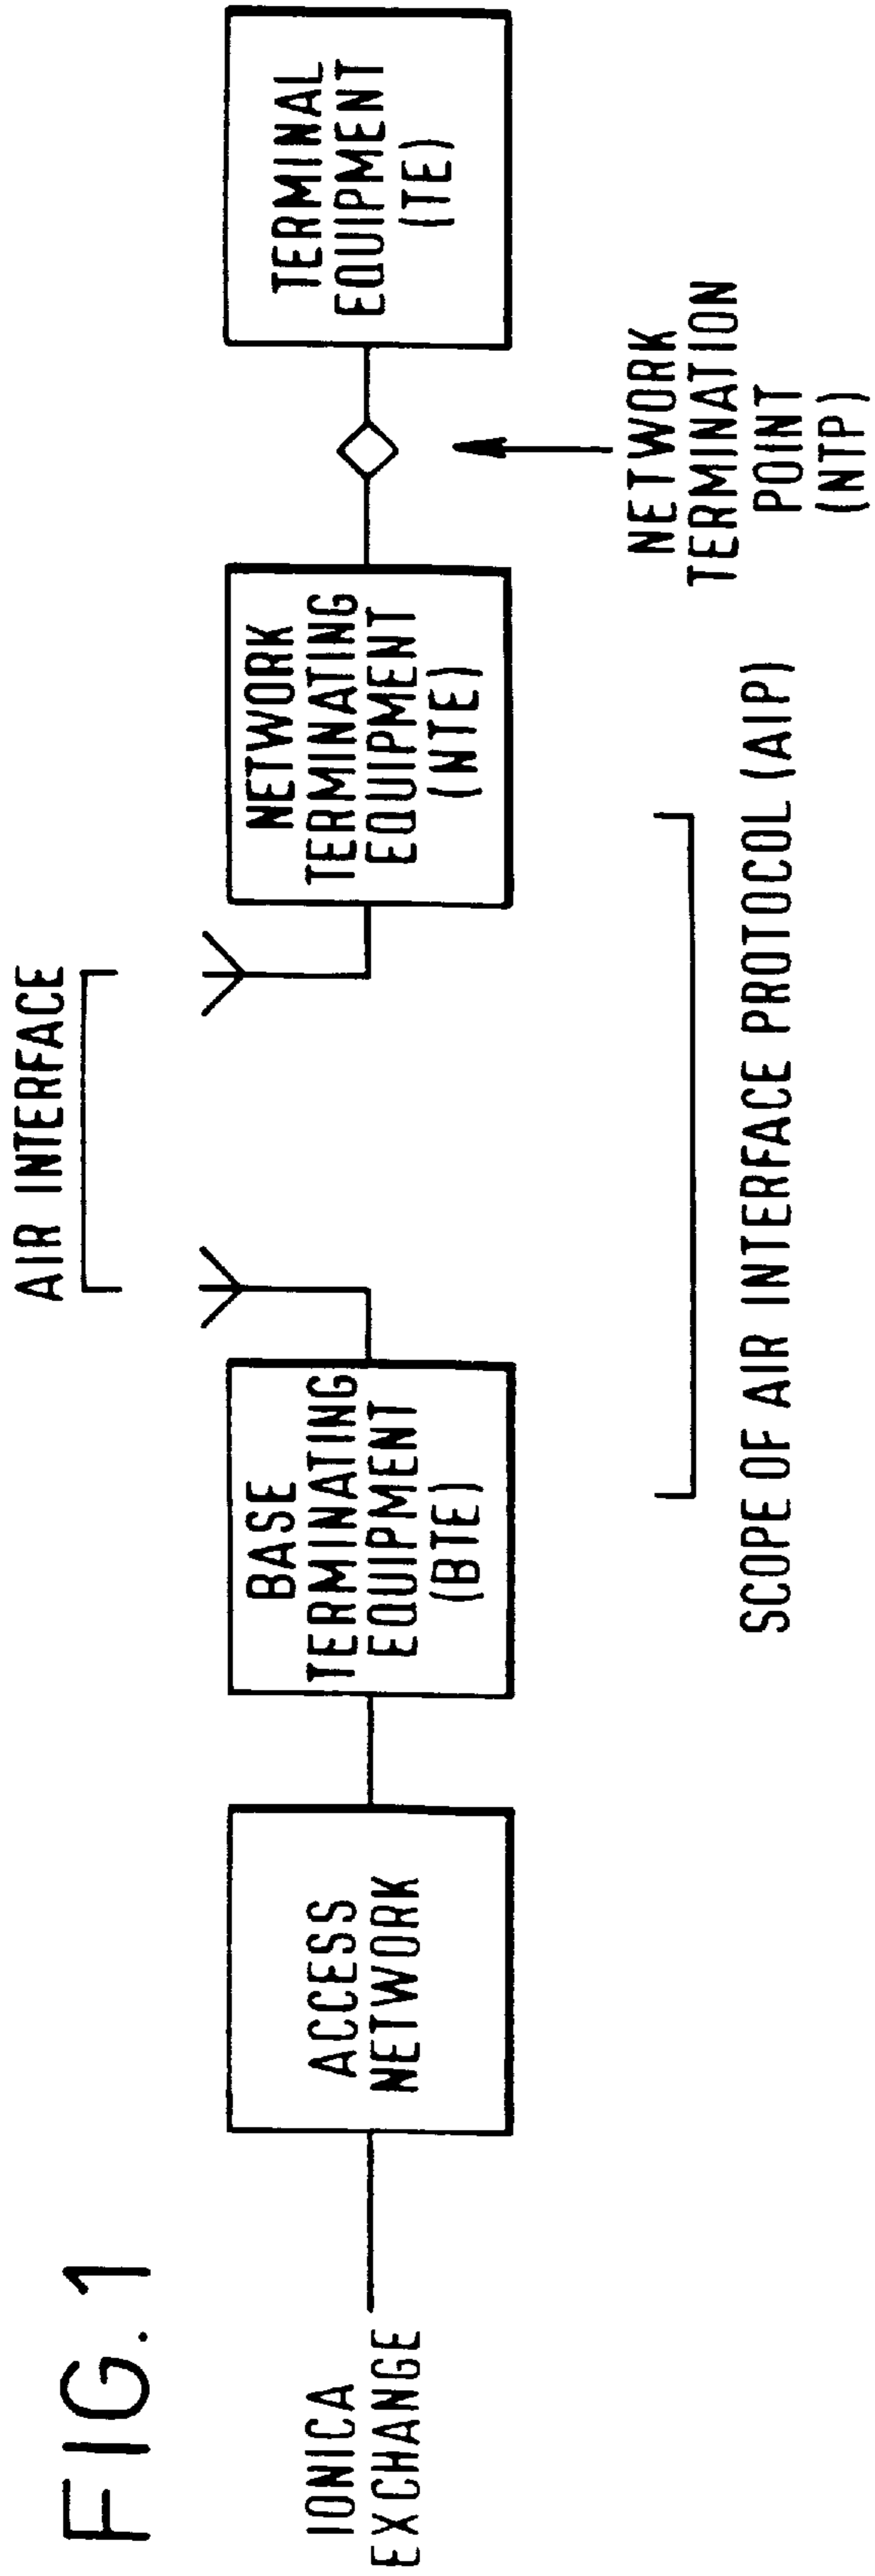 FIG. 1
AIR INTERFACE
IONICA
EXCHANGE
ACCESS
NETWORK
BASE
TERMINATING
EQUIPMENT
(BTE)
NETWORK
TERMINATING
EQUIPMENT
(NTE)
TERMINAL
EQUIPMENT
(TE)
NETWORK
TERMINATION
POINT
(NTP)
SCOPE OF AIR INTERFACE PROTOCOL (AIP)